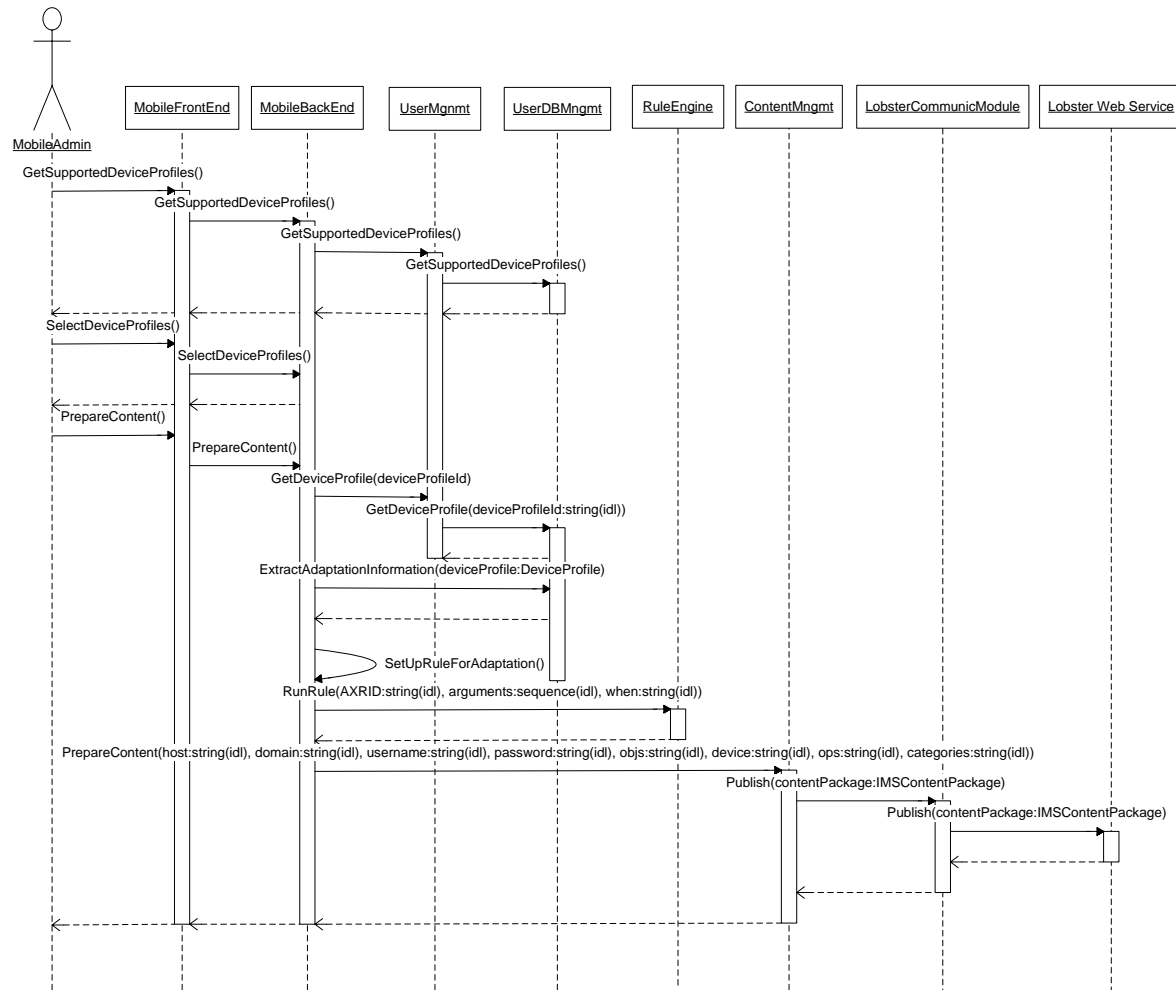 MobileFrontEnd
MobileBackEnd
UserMgnmt
UserDBMngmt
RuleEngine
ContentMngmt
LobsterCommunicModule
Lobster Web Service
MobileAdmin
GetSupportedDeviceProfiles()
GetSupportedDeviceProfiles()
GetSupportedDeviceProfiles()
GetSupportedDeviceProfiles()
SelectDeviceProfiles()
SelectDeviceProfiles()
PrepareContent()
PrepareContent()
GetDeviceProfile(deviceProfileId)
GetDeviceProfile(deviceProfileId:string(idl))
ExtractAdaptationInformation(deviceProfile:DeviceProfile)
SetUpRuleForAdaptation()
RunRule(AXRID:string(idl), arguments:sequence(idl), when:string(idl))
PrepareContent(host:string(idl), domain:string(idl), username:string(idl), password:string(idl), objs:string(idl), device:string(idl), ops:string(idl), categories:string(idl))
Publish(contentPackage:IMSContentPackage)
Publish(contentPackage:IMSContentPackage)